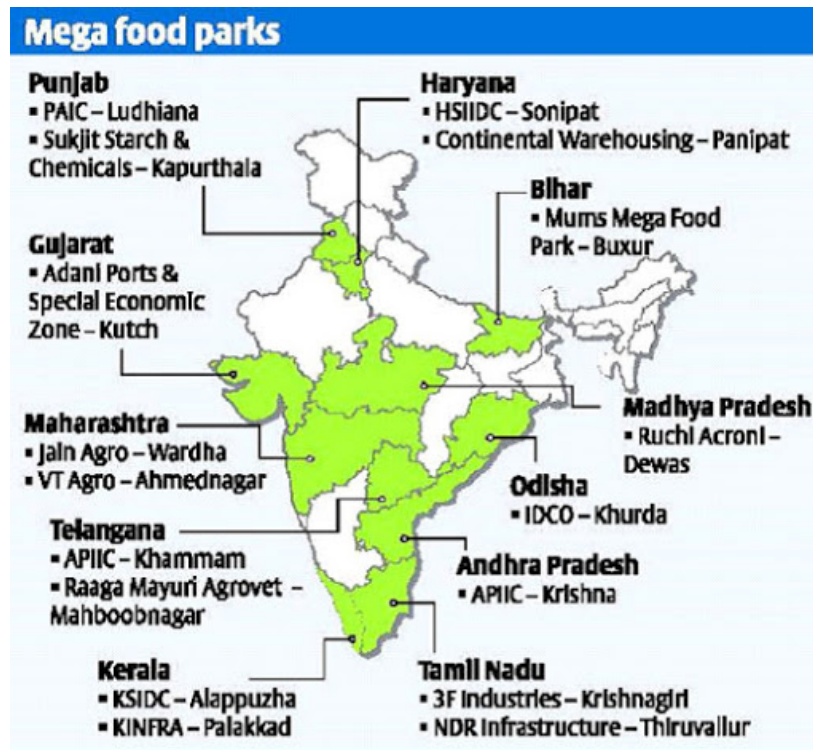 Mega food parks
Punjab
▪ PAIC – Ludhiana
▪ Sukjit Starch &
Chemicals – Kapurthala
Haryana
▪ HSIIDC – Sonipat
▪ Continental Warehousing – Panipat
Bihar
▪ Mums Mega Food
Park – Buxur
Gujarat
▪ Adani Ports &
Special Economic
Zone – Kutch
Maharashtra
▪ Jain Agro – Wardha
▪ VT Agro – Ahmednagar
Madhya Pradesh
▪ Ruchi Acroni –
Dewas
Odisha
▪ IDCO – Khurda
Telangana
▪ APIIC – Khammam
▪ Raaga Mayuri Agrovet –
Mahboobnagar
Andhra Pradesh
▪ APIIC – Krishna
Kerala
▪ KSIDC – Alappuzha
▪ KINFRA – Palakkad
Tamil Nadu
▪ 3F Industries – Krishnagiri
▪ NDR Infrastructure – Thiruvallur